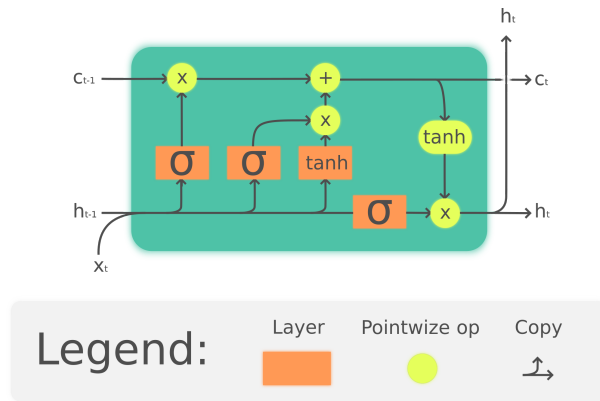 hₜ
x
+
cₜ₋₁
cₜ
x
tanh
σ
σ
tanh
hₜ₋₁
σ
x
hₜ
xₜ
Layer
Pointwize op
Copy
Legend: